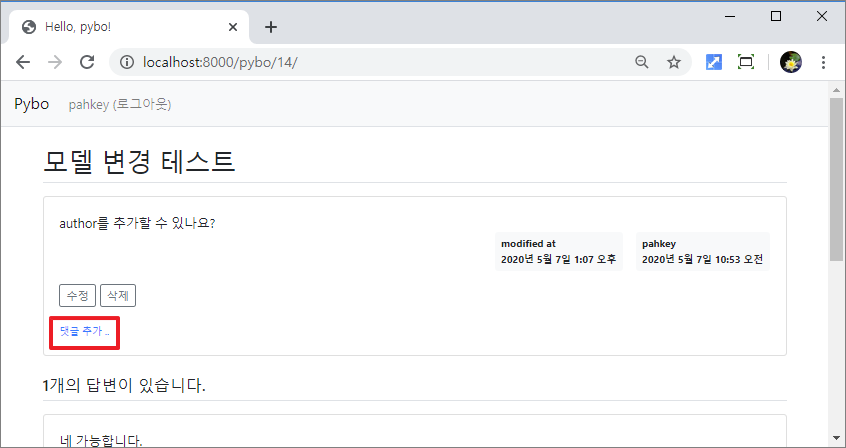 Hello, pybo!
localhost:8000/pybo/14/
Pybo pahkey (로그아웃)
모델 변경 테스트
author를 추가할 수 있나요?
modified at
2020년 5월 7일 1:07 오후
pahkey
2020년 5월 7일 10:53 오전
수정 삭제
댓글 추가 ..
1개의 답변이 있습니다.
네 가능합니다.